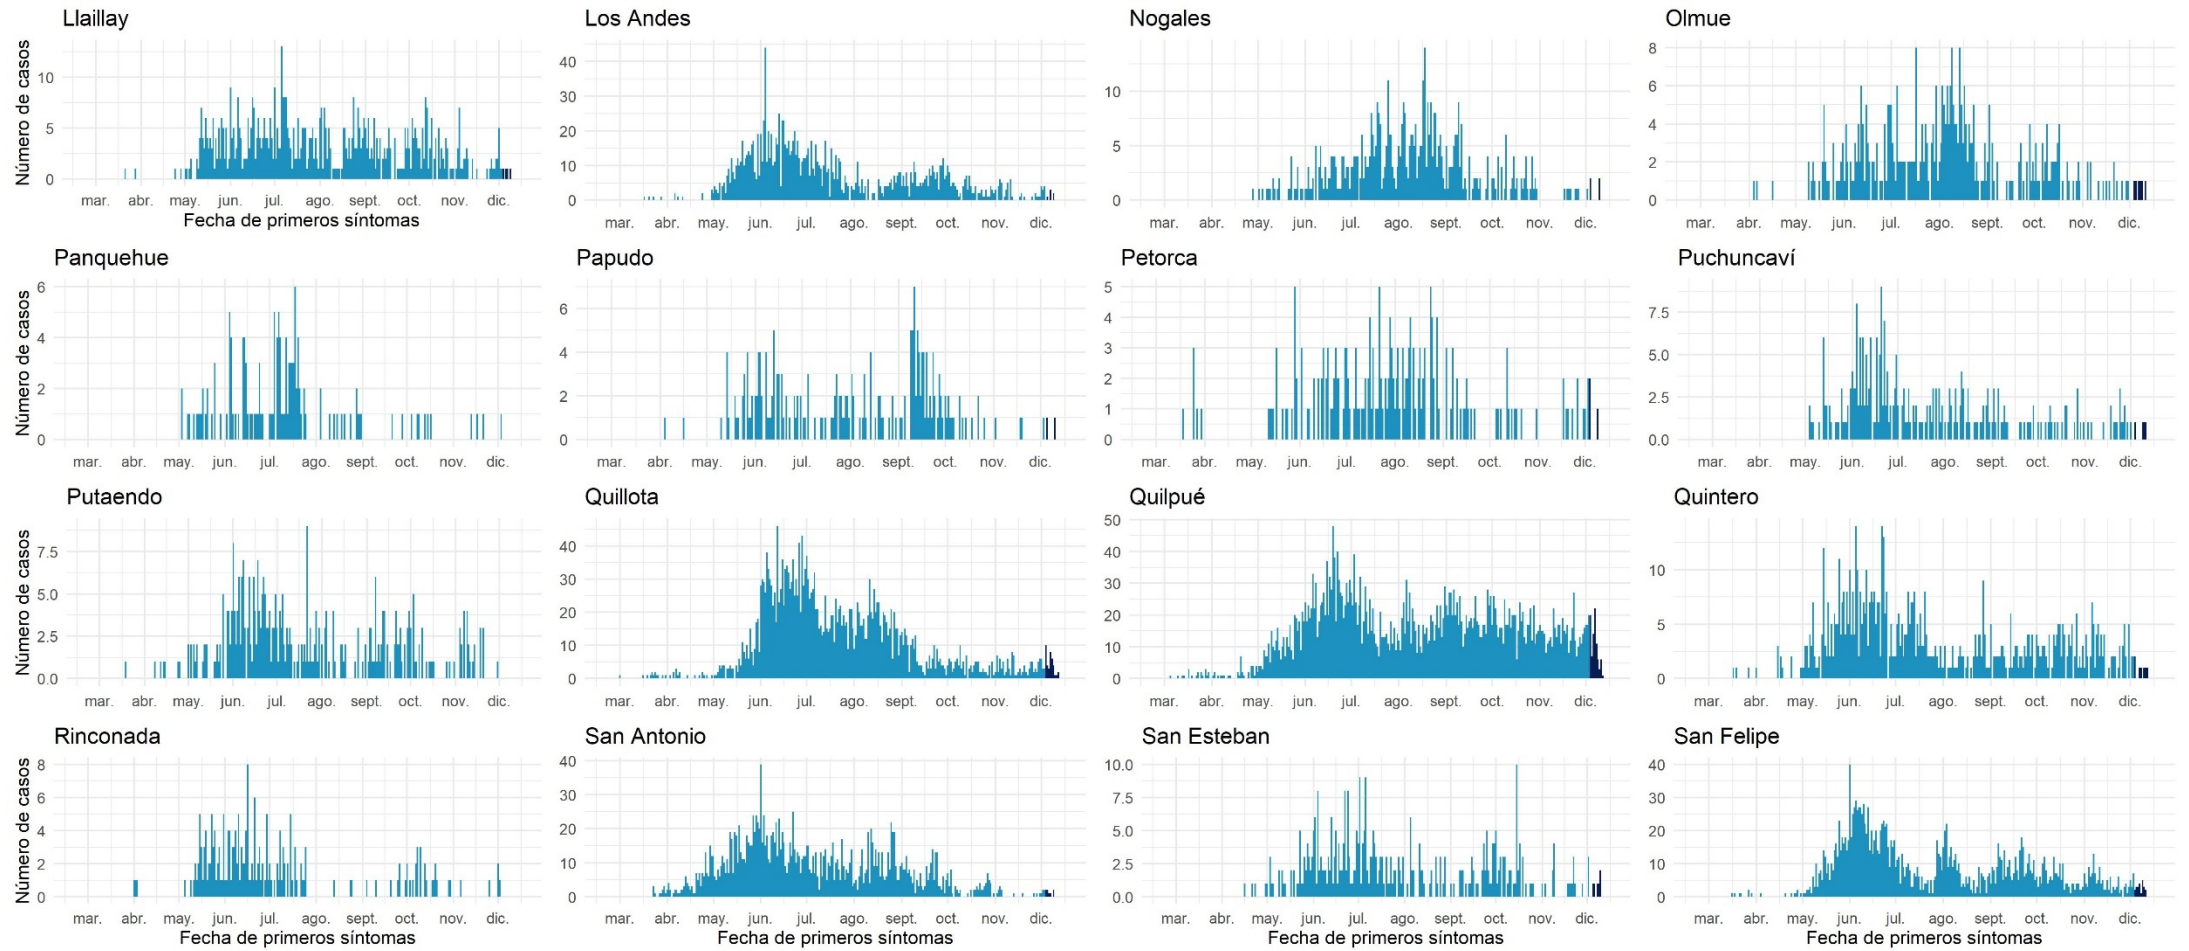 Llaillay
Número de casos
10
5
0
mar. abr. may. jun. jul. ago. sept. oct. nov. dic.
Fecha de primeros síntomas
Los Andes
40
30
20
10
0
mar. abr. may. jun. jul. ago. sept. oct. nov. dic.
Nogales
10
5
0
mar. abr. may. jun. jul. ago. sept. oct. nov. dic.
Olmue
8
6
4
2
0
mar. abr. may. jun. jul. ago. sept. oct. nov. dic.
Panquehue
Número de casos
6
4
2
0
mar. abr. may. jun. jul. ago. sept. oct. nov. dic.
Papudo
6
4
2
0
mar. abr. may. jun. jul. ago. sept. oct. nov. dic.
Petorca
5
4
3
2
1
0
mar. abr. may. jun. jul. ago. sept. oct. nov. dic.
Puchuncaví
7.5
5.0
2.5
0.0
mar. abr. may. jun. jul. ago. sept. oct. nov. dic.
Putaendo
Número de casos
7.5
5.0
2.5
0.0
mar. abr. may. jun. jul. ago. sept. oct. nov. dic.
Quillota
40
30
20
10
0
mar. abr. may. jun. jul. ago. sept. oct. nov. dic.
Quilpué
50
40
30
20
10
0
mar. abr. may. jun. jul. ago. sept. oct. nov. dic.
Quintero
10
5
0
mar. abr. may. jun. jul. ago. sept. oct. nov. dic.
Rinconada
Número de casos
8
6
4
2
0
mar. abr. may. jun. jul. ago. sept. oct. nov. dic.
Fecha de primeros síntomas
San Antonio
40
30
20
10
0
mar. abr. may. jun. jul. ago. sept. oct. nov. dic.
Fecha de primeros síntomas
San Esteban
10.0
7.5
5.0
2.5
0.0
mar. abr. may. jun. jul. ago. sept. oct. nov. dic.
Fecha de primeros síntomas
San Felipe
40
30
20
10
0
mar. abr. may. jun. jul. ago. sept. oct. nov. dic.
Fecha de primeros síntomas